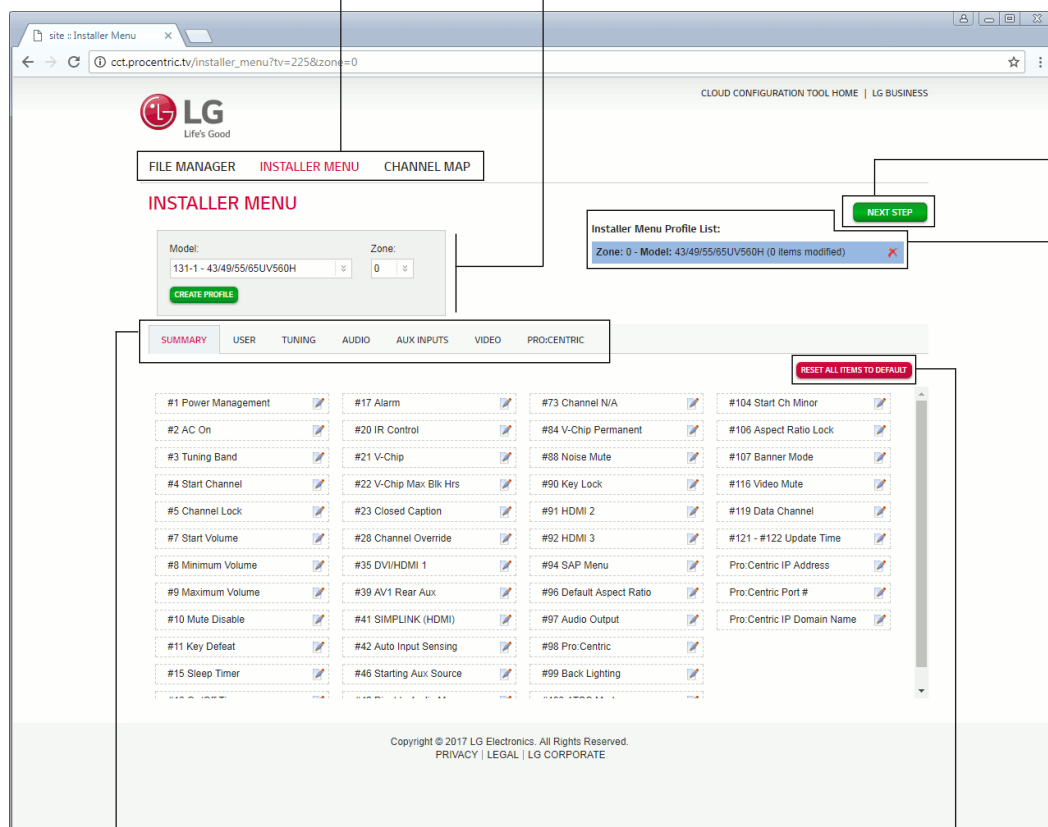 site :: Installer Menu
cct.procentric.tv/installer_menu?tv=225&zone=0
CLOUD CONFIGURATION TOOL HOME | LG BUSINESS
LG
Life's Good
FILE MANAGER INSTALLER MENU CHANNEL MAP
INSTALLER MENU
NEXT STEP
Model: Zone:
131-1 - 43/49/55/65UV560H 0
CREATE PROFILE
Installer Menu Profile List:
Zone: 0 - Model: 43/49/55/65UV560H (0 items modified)
SUMMARY USER TUNING AUDIO AUX INPUTS VIDEO PRO:CENTRIC
RESET ALL ITEMS TO DEFAULT
#1 Power Management #17 Alarm #73 Channel N/A #104 Start Ch Minor
#2 AC On #20 IR Control #84 V-Chip Permanent #106 Aspect Ratio Lock
#3 Tuning Band #21 V-Chip #88 Noise Mute #107 Banner Mode
#4 Start Channel #22 V-Chip Max Blk Hrs #90 Key Lock #116 Video Mute
#5 Channel Lock #23 Closed Caption #91 HDMI 2 #119 Data Channel
#7 Start Volume #28 Channel Override #92 HDMI 3 #121 - #122 Update Time
#8 Minimum Volume #35 DVI/HDMI 1 #94 SAP Menu Pro:Centric IP Address
#9 Maximum Volume #39 AV1 Rear Aux #96 Default Aspect Ratio Pro:Centric Port #
#10 Mute Disable #41 SIMPLINK (HDMI) #97 Audio Output Pro:Centric IP Domain Name
#11 Key Defeat #42 Auto Input Sensing #98 Pro:Centric
#15 Sleep Timer #46 Starting Aux Source #99 Back Lighting
Copyright © 2017 LG Electronics. All Rights Reserved.
PRIVACY | LEGAL | LG CORPORATE